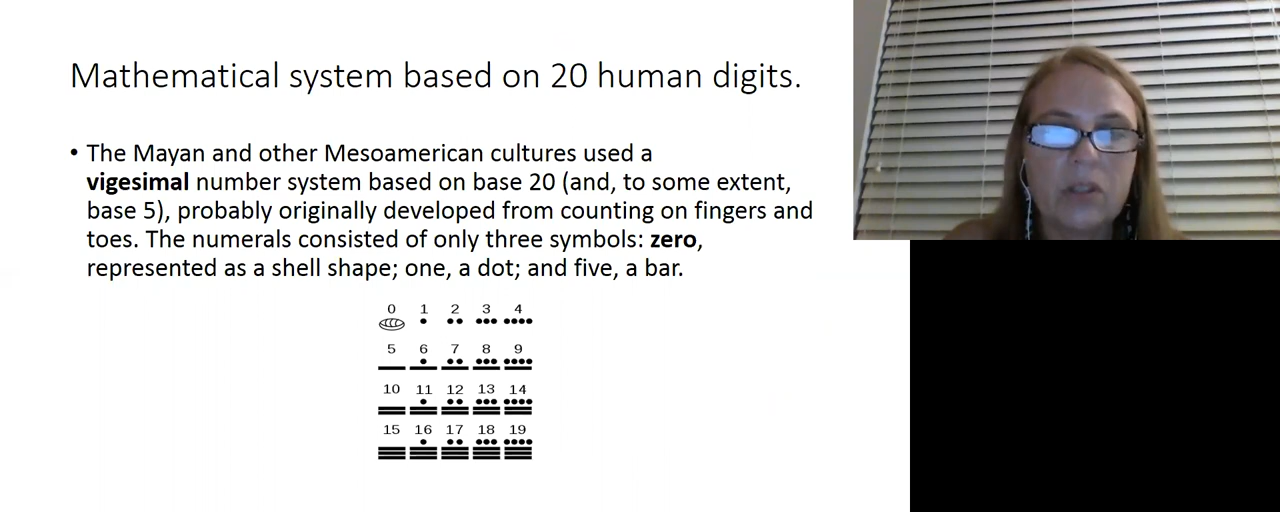 Mathematical system based on 20 human digits.
• The Mayan and other Mesoamerican cultures used a
vigesimal number system based on base 20 (and, to some extent,
base 5), probably originally developed from counting on fingers and
toes. The numerals consisted of only three symbols: zero,
represented as a shell shape; one, a dot; and five, a bar.
0 1 2 3 4
5 6 7 8 9
10 11 12 13 14
15 16 17 18 19